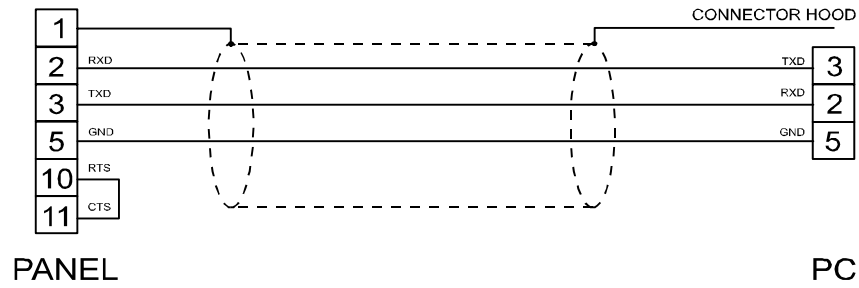 CONNECTOR HOOD
1
2 RXD TXD 3
3 TXD RXD 2
5 GND GND 5
10 RTS
11 CTS
PANEL PC